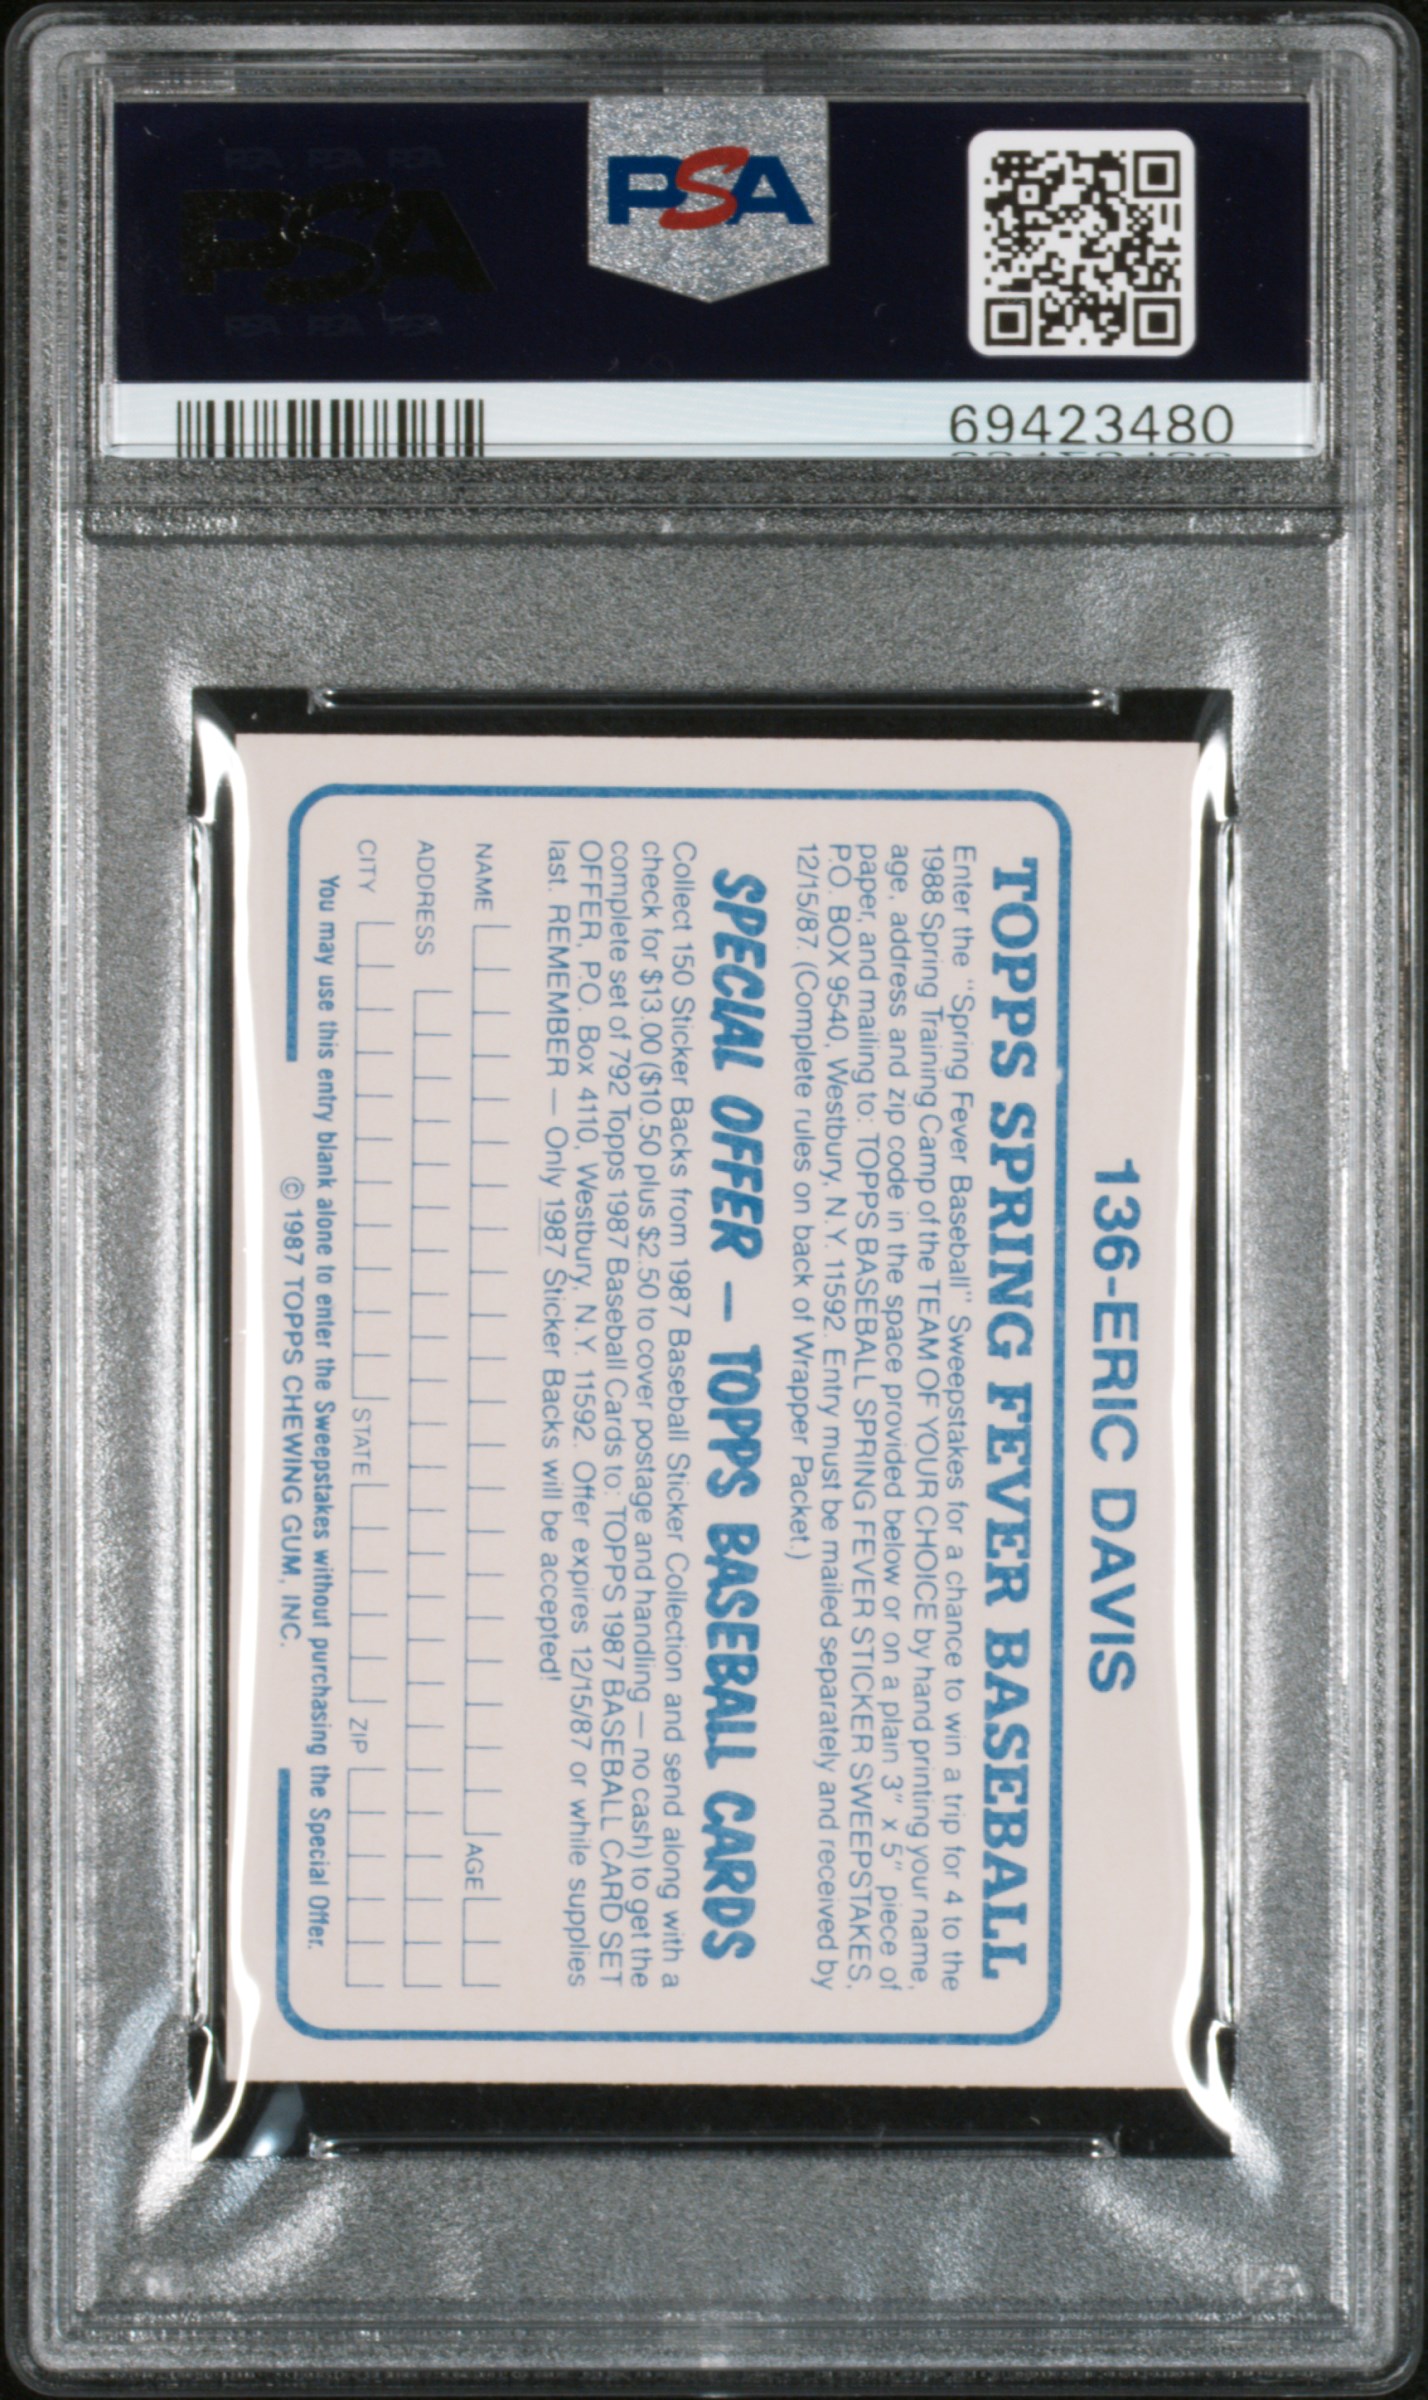 PSA PSA PSA
PSA
PSA PSA PSA
PSA
69423480
136-ERIC DAVIS
TOPPS SPRING FEVER BASEBALL
Enter the "Spring Fever Baseball" Sweepstakes for a chance to win a trip for 4 to the
1988 Spring Training Camp of the TEAM OF YOUR CHOICE by hand printing your name,
age, address and zip code in the space provided below or on a plain 3" x 5" piece of
paper, and mailing to: TOPPS BASEBALL SPRING FEVER STICKER SWEEPSTAKES,
P.O. BOX 9540, Westbury, N.Y. 11592. Entry must be mailed separately and received by
12/15/87. (Complete rules on back of Wrapper Packet.)
SPECIAL OFFER — TOPPS BASEBALL CARDS
Collect 150 Sticker Backs from 1987 Baseball Sticker Collection and send along with a
check for $13.00 ($10.50 plus $2.50 to cover postage and handling — no cash) to get the
complete set of 792 Topps 1987 Baseball Cards to: TOPPS 1987 BASEBALL CARD SET
OFFER, P.O. Box 4110, Westbury, N.Y. 11592. Offer expires 12/15/87 or while supplies
last. REMEMBER — Only 1987 Sticker Backs will be accepted!
NAME AGE
ADDRESS
CITY STATE ZIP
You may use this entry blank alone to enter the Sweepstakes without purchasing the Special Offer.
© 1987 TOPPS CHEWING GUM, INC.